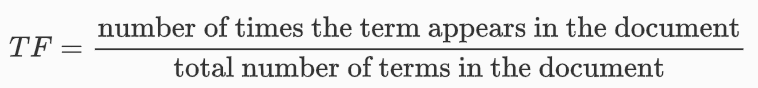 TF = number of times the term appears in the document
total number of terms in the document